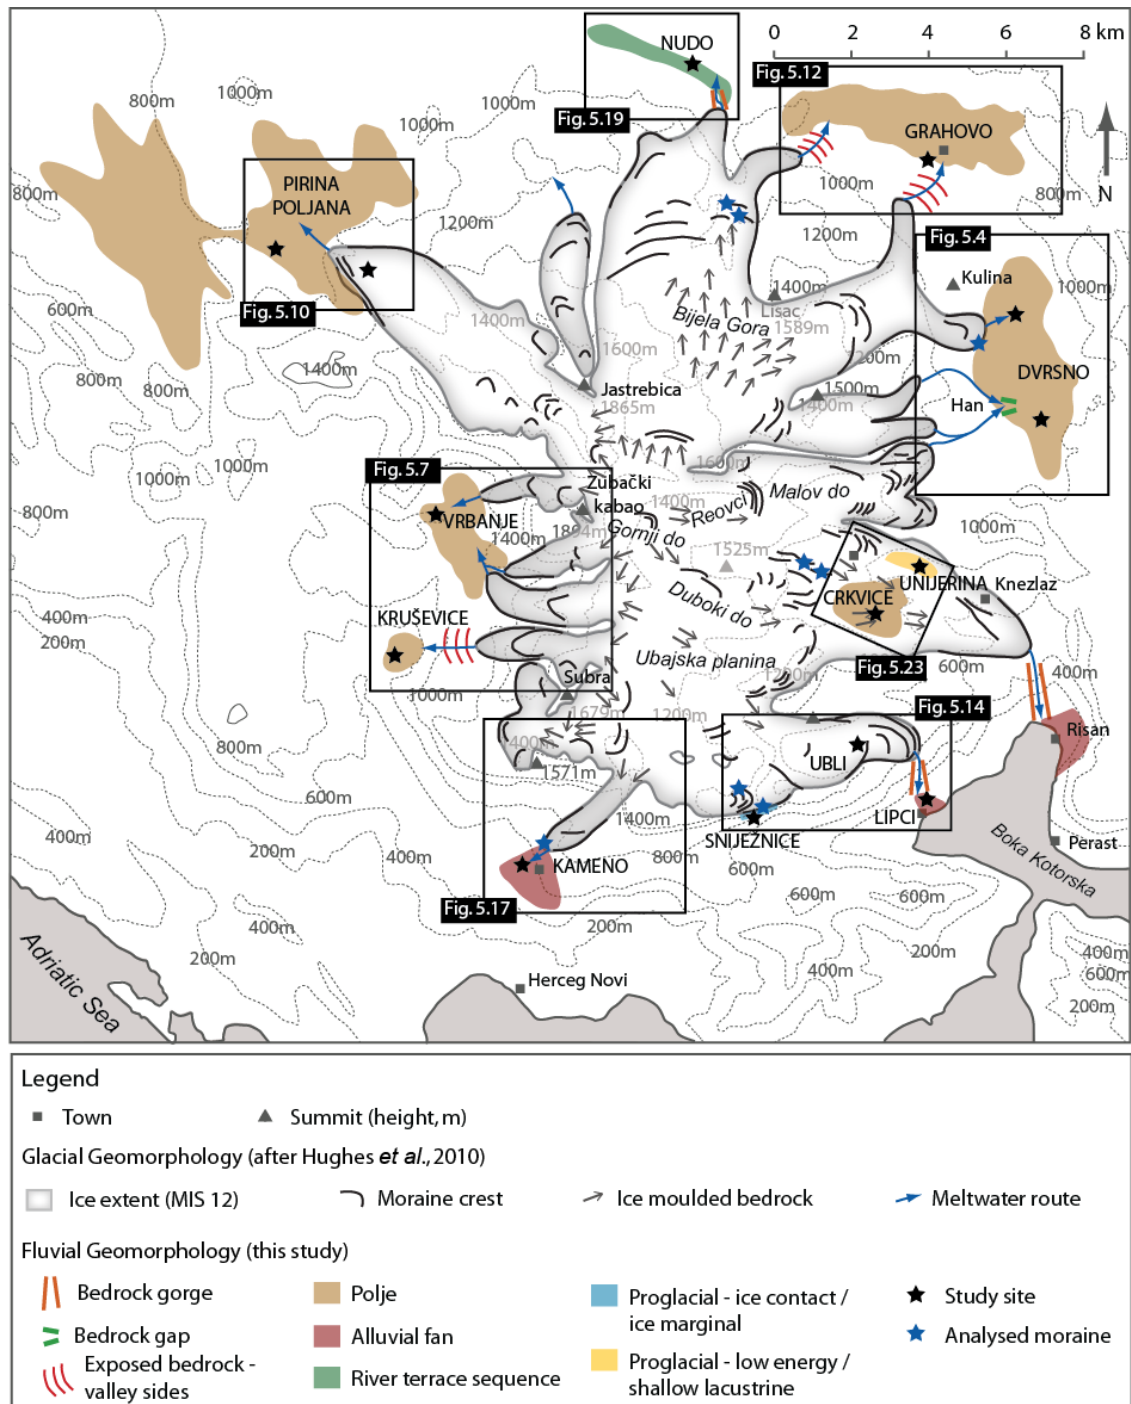 0 2 4 6 8 km
NUDO
Fig. 5.19
Fig. 5.12
GRAHOVO
N
800m
1000m
1000m
1000m
800m
1000m
800m
PIRINA
POLJANA
1200m
1200m
Fig. 5.10
Fig. 5.4
Kulina
1000m
1400m
Lisac
1589m
Bijela Gora
600m
1400m
1600m
1200m
800m
800m
1400m
Jastrebica
1865m
1500m
1400m
DVRSNO
Han
1000m
1000m
Fig. 5.7
1600m
Zubački
kabao
1894m
1400m
Reovci
Malov do
800m
VRBANJE
1400m
Gornji do
1000m
1525m
UNIJERINA
Knezlaz
CRKVICE
Duboki do
400m
200m
KRUŠEVICE
Ubajska planina
Fig. 5.23
600m
400m
1000m
Subra
1679m
1200m
1200m
Fig. 5.14
Risan
800m
400m
1571m
UBLI
600m
1400m
LIPCI
SNIJEŽNICE
Boka Kotorska
Perast
400m
200m
400m
KAMENO
800m
600m
600m
600m
Fig. 5.17
200m
400m
200m
200m
400m
400m
600m
200m
Adriatic Sea
Herceg Novi
Legend
Town
Summit (height, m)
Glacial Geomorphology (after Hughes et al., 2010)
Ice extent (MIS 12)
Moraine crest
Ice moulded bedrock
Meltwater route
Fluvial Geomorphology (this study)
Bedrock gorge
Polje
Proglacial - ice contact /
ice marginal
Study site
Bedrock gap
Alluvial fan
Analysed moraine
Exposed bedrock -
valley sides
River terrace sequence
Proglacial - low energy /
shallow lacustrine